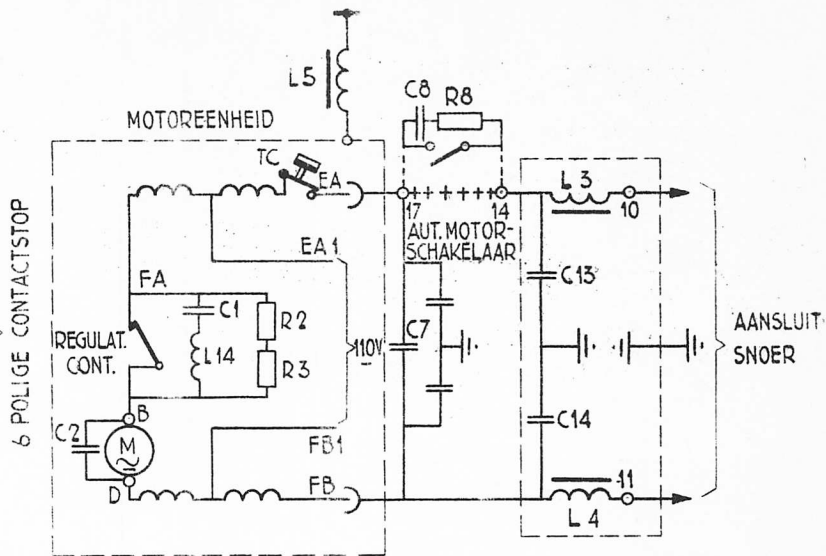 L5
C8
R8
MOTOREENHEID
TC
EA
L3
17
14
10
AUT. MOTOR-
SCHAKELAAR
EA1
FA
C1
R2
C13
6 POLIGE CONTACTSTOP
REGULAT.
CONT.
L14
R3
110V
C7
AANSLUIT-
SNOER
B
C2
M
FB1
C14
D
FB
11
L4